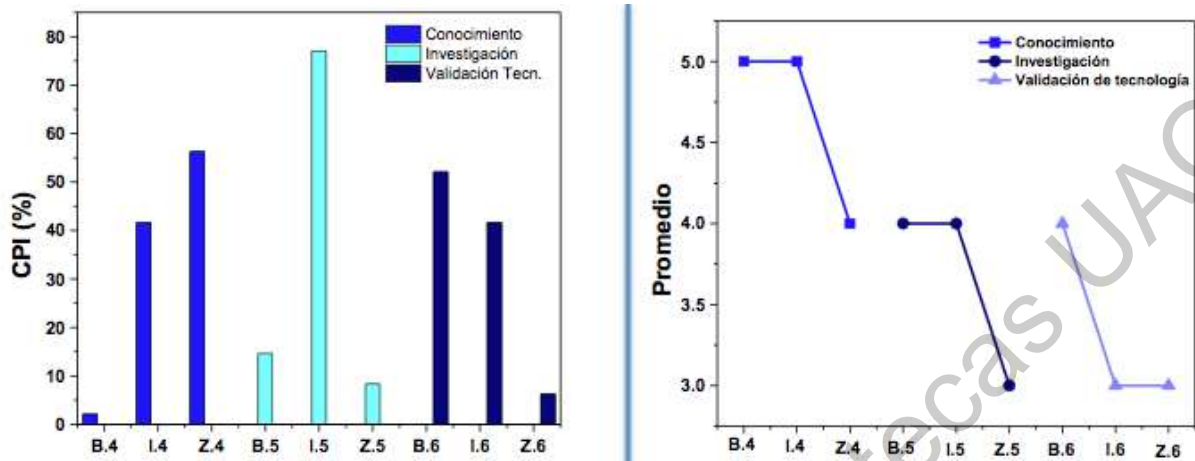 CPI (%)
80
70
60
50
40
30
20
10
0
Conocimiento
Investigación
Validación Tecn.
B.4 I.4 Z.4 B.5 I.5 Z.5 B.6 I.6 Z.6
Promedio
5.0
4.5
4.0
3.5
3.0
Conocimiento
Investigación
Validación de tecnología
B.4 I.4 Z.4 B.5 I.5 Z.5 B.6 I.6 Z.6
tecas UAQ